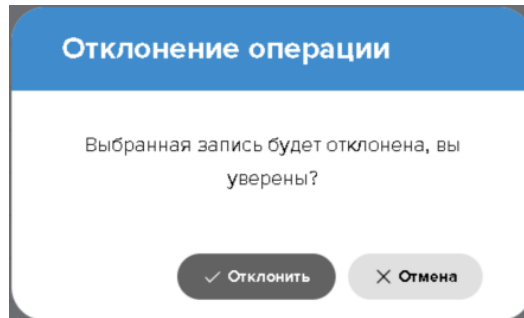 Отклонение операции
Выбранная запись будет отклонена, вы
уверены?
Отклонить
Отмена